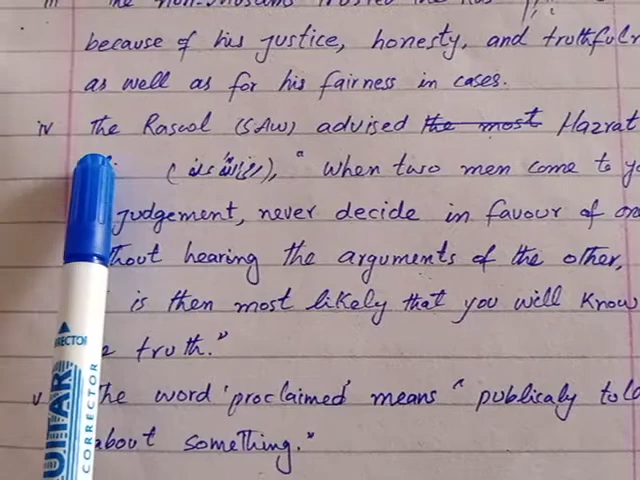 because of his justice, honesty, and truthful
as well as for his fairness in cases.
iv The Rasool (SAW) advised the most Hazrat
(رضی اللہ عنہ), "When two men come to
judgement, never decide in favour of
hout hearing the arguments of the other,
is then most likely that you will know
truth."
v The word 'proclaimed' means "publicaly told
about something."
CORRECTOR